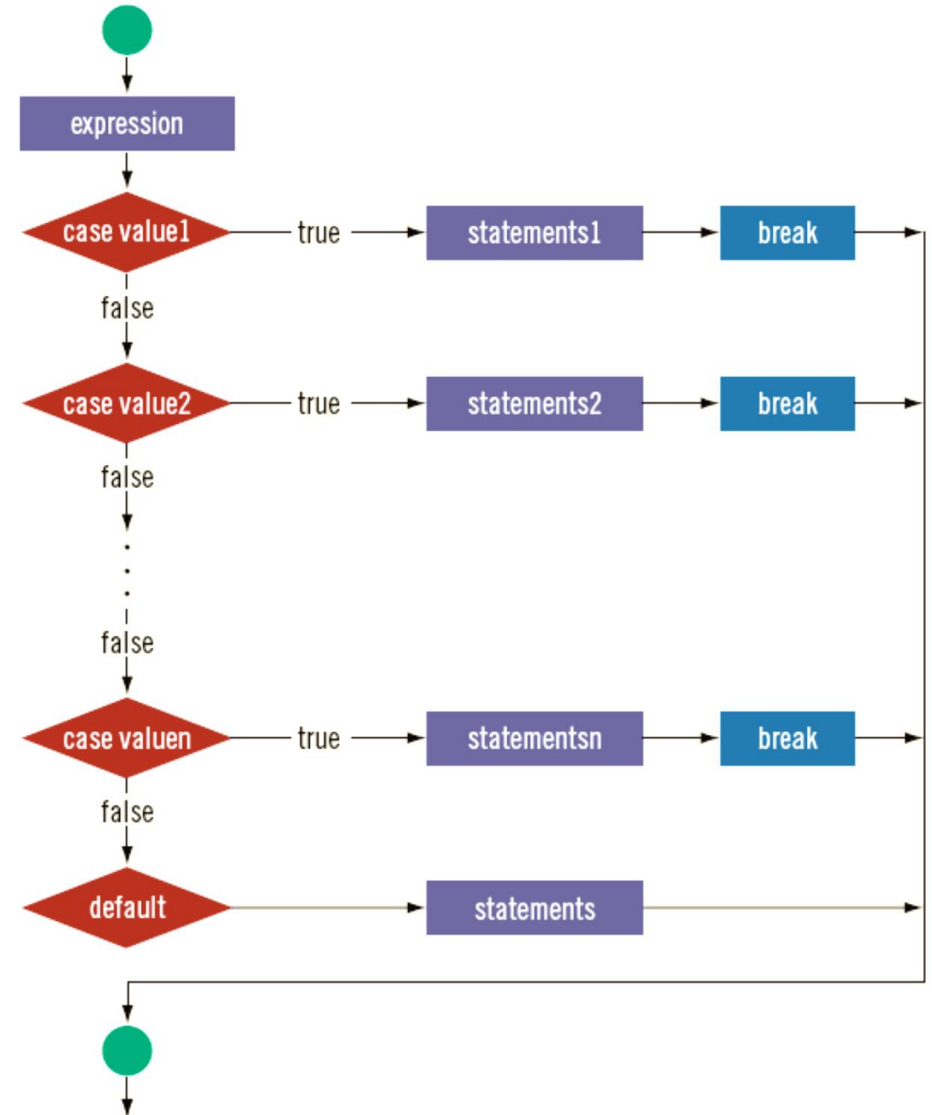 expression
case value1
true
statements1
break
false
case value2
true
statements2
break
false
false
case valuen
true
statementsn
break
false
default
statements